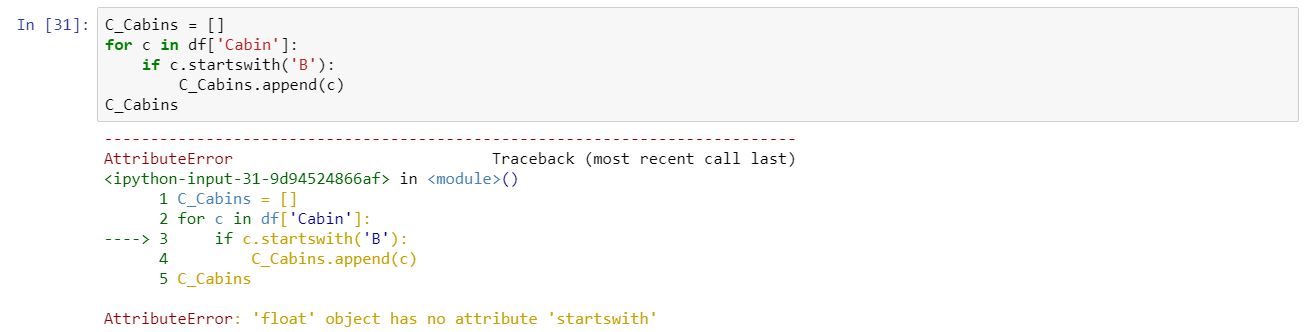 In [31]: C_Cabins = []
for c in df['Cabin']:
    if c.startswith('B'):
        C_Cabins.append(c)
C_Cabins
---------------------------------------------------------------------------
AttributeError                            Traceback (most recent call last)
<ipython-input-31-9d94524866af> in <module>()
      1 C_Cabins = []
      2 for c in df['Cabin']:
----> 3     if c.startswith('B'):
      4         C_Cabins.append(c)
      5 C_Cabins
AttributeError: 'float' object has no attribute 'startswith'